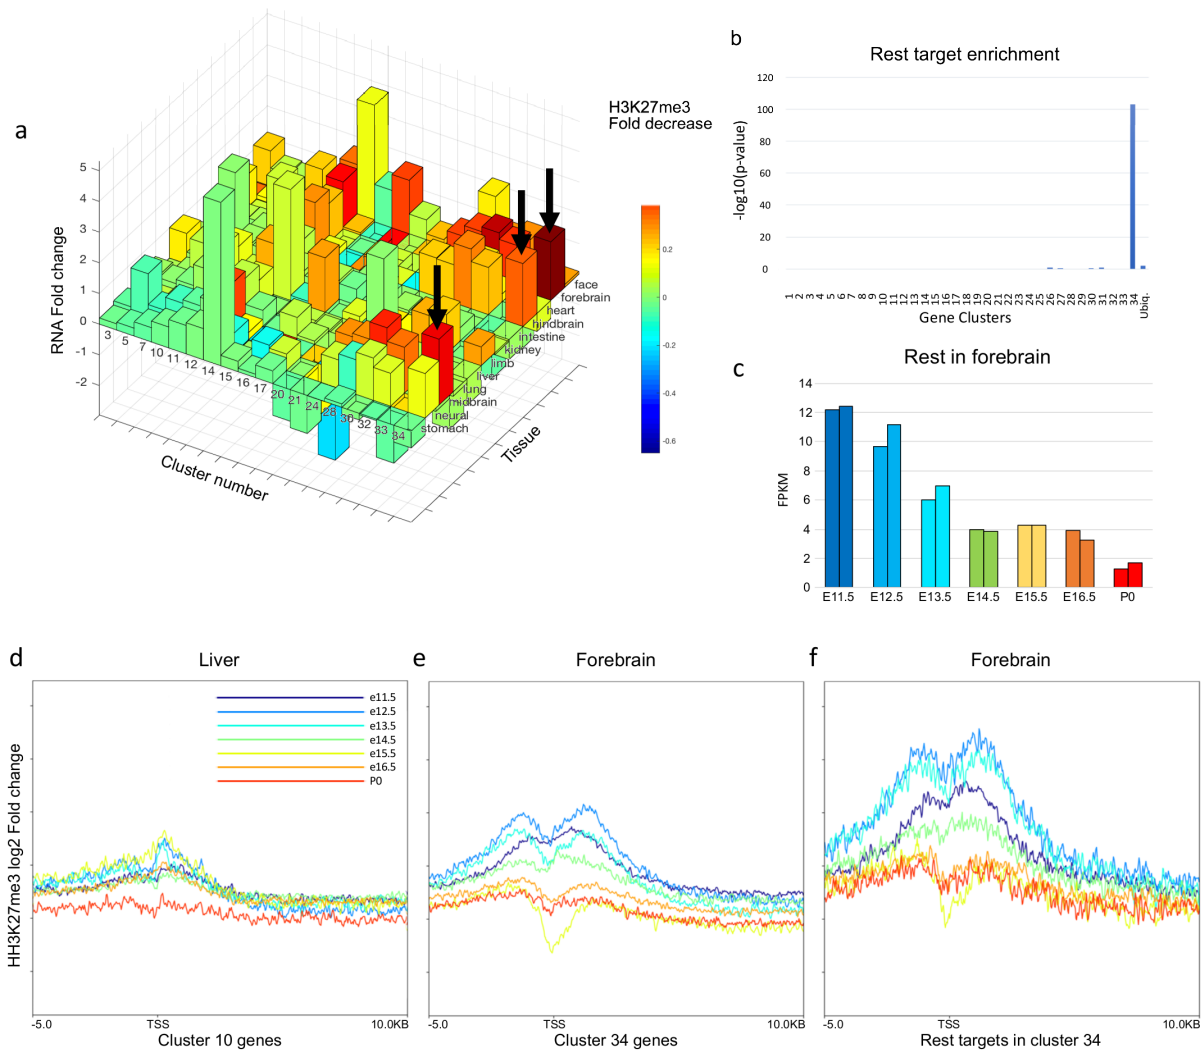 a
5
4
3
2
1
0
-1
-2
RNA Fold change
3
5
7
10
11
12
14
15
16
17
20
21
24
28
30
32
33
34
Cluster number
face
forebrain
heart
hindbrain
intestine
kidney
limb
liver
lung
midbrain
neural
stomach
Tissue
H3K27me3
Fold decrease
0.2
0
-0.2
-0.4
-0.6
b
Rest target enrichment
120
100
80
60
40
20
0
-log10(p-value)
1 2 3 4 5 6 7 8 9 10 11 12 13 14 15 16 17 18 19 20 21 22 23 24 25 26 27 28 29 30 31 32 33 34 Ubiq.
Gene Clusters
c
Rest in forebrain
14
12
10
8
6
4
2
0
FPKM
E11.5 E12.5 E13.5 E14.5 E15.5 E16.5 P0
d
Liver
HH3K27me3 log2 Fold change
e11.5
e12.5
e13.5
e14.5
e15.5
e16.5
P0
-5.0 TSS 10.0KB
Cluster 10 genes
e
Forebrain
-5.0 TSS 10.0KB
Cluster 34 genes
f
Forebrain
-5.0 TSS 10.0KB
Rest targets in cluster 34